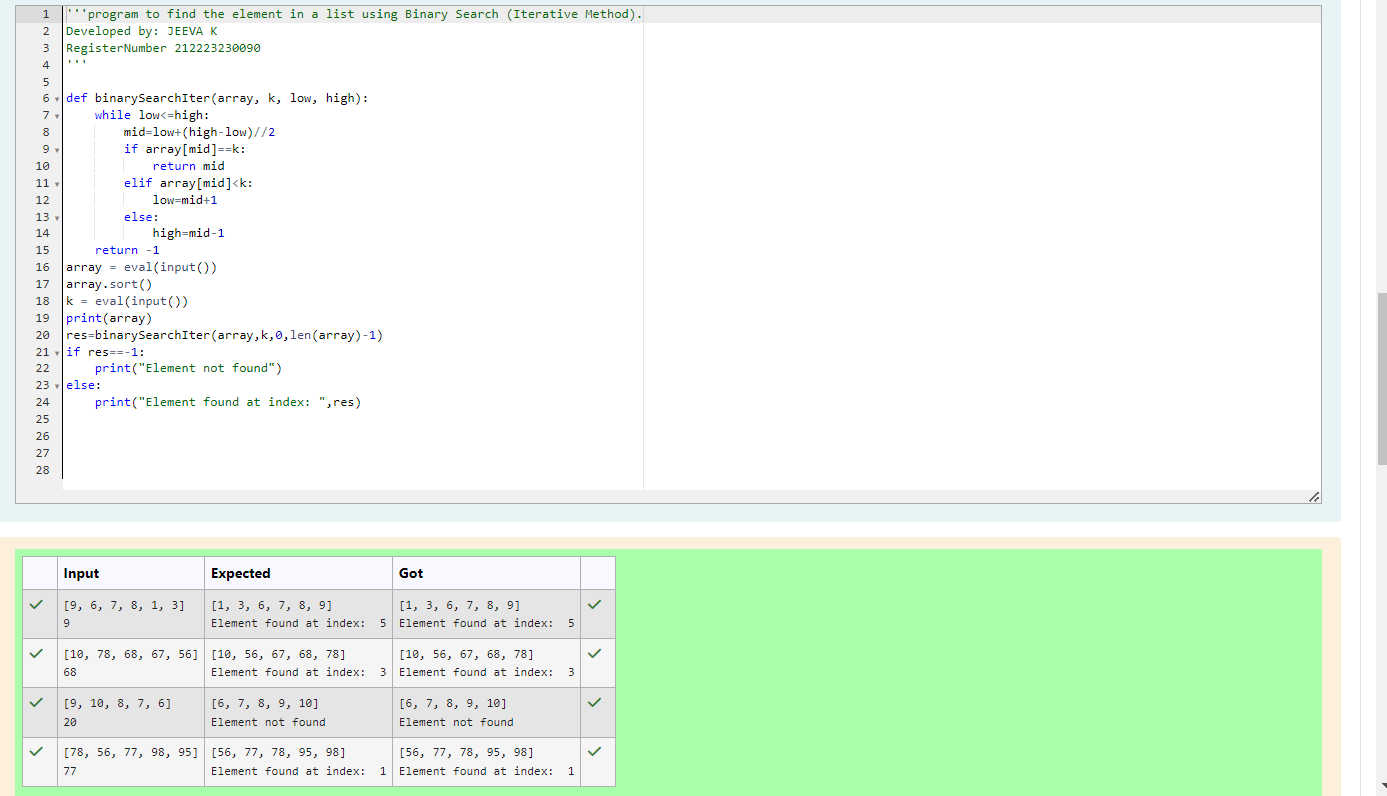 1 '''program to find the element in a list using Binary Search (Iterative Method).
2 Developed by: JEEVA K
3 RegisterNumber 212223230090
4 '''
5
6 def binarySearchIter(array, k, low, high):
7     while low<=high:
8         mid=low+(high-low)//2
9         if array[mid]==k:
10             return mid
11         elif array[mid]<k:
12             low=mid+1
13         else:
14             high=mid-1
15     return -1
16 array = eval(input())
17 array.sort()
18 k = eval(input())
19 print(array)
20 res=binarySearchIter(array,k,0,len(array)-1)
21 if res==-1:
22     print("Element not found")
23 else:
24     print("Element found at index: ",res)
25
26
27
28
Input Expected Got
[9, 6, 7, 8, 1, 3] [1, 3, 6, 7, 8, 9] [1, 3, 6, 7, 8, 9]
9 Element found at index:  5 Element found at index:  5
[10, 78, 68, 67, 56] [10, 56, 67, 68, 78] [10, 56, 67, 68, 78]
68 Element found at index:  3 Element found at index:  3
[9, 10, 8, 7, 6] [6, 7, 8, 9, 10] [6, 7, 8, 9, 10]
20 Element not found Element not found
[78, 56, 77, 98, 95] [56, 77, 78, 95, 98] [56, 77, 78, 95, 98]
77 Element found at index:  1 Element found at index:  1